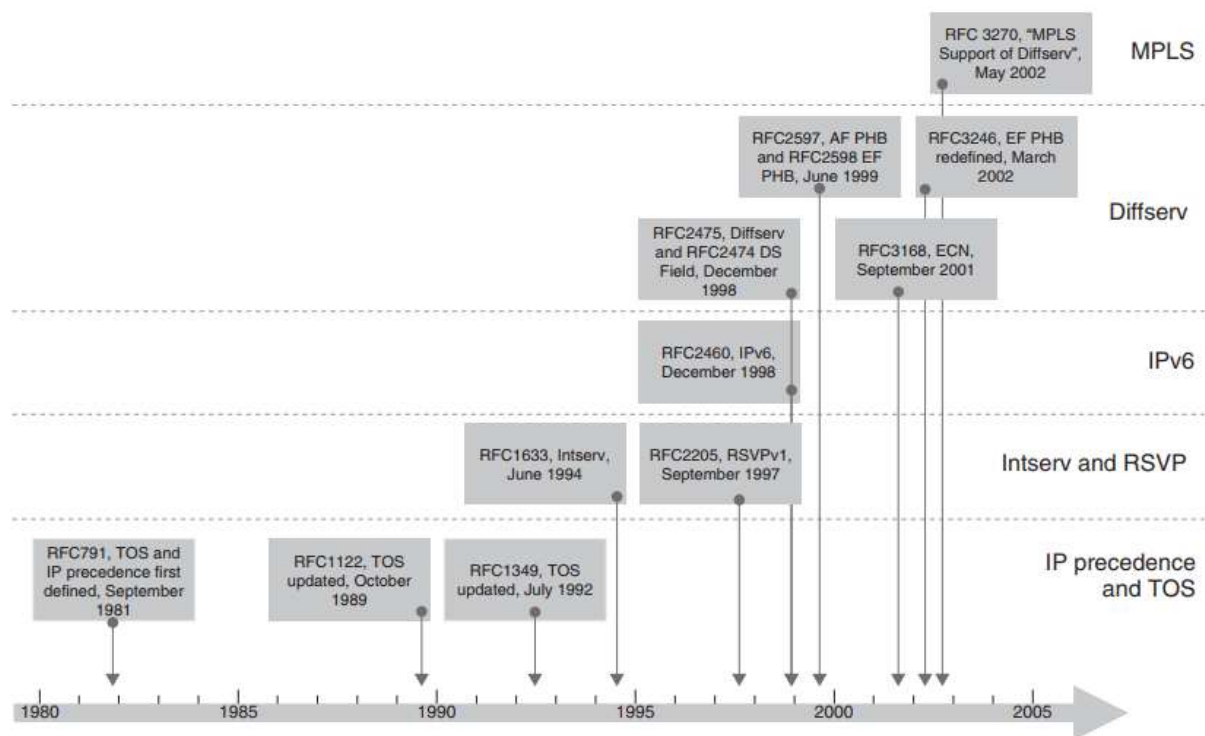 RFC 3270, “MPLS
Support of Diffserv”,
May 2002
MPLS
RFC2597, AF PHB
and RFC2598 EF
PHB, June 1999
RFC3246, EF PHB
redefined, March
2002
Diffserv
RFC2475, Diffserv
and RFC2474 DS
Field, December
1998
RFC3168, ECN,
September 2001
RFC2460, IPv6,
December 1998
IPv6
RFC1633, Intserv,
June 1994
RFC2205, RSVPv1,
September 1997
Intserv and RSVP
RFC791, TOS and
IP precedence first
defined, September
1981
RFC1122, TOS
updated, October
1989
RFC1349, TOS
updated, July 1992
IP precedence
and TOS
1980 1985 1990 1995 2000 2005